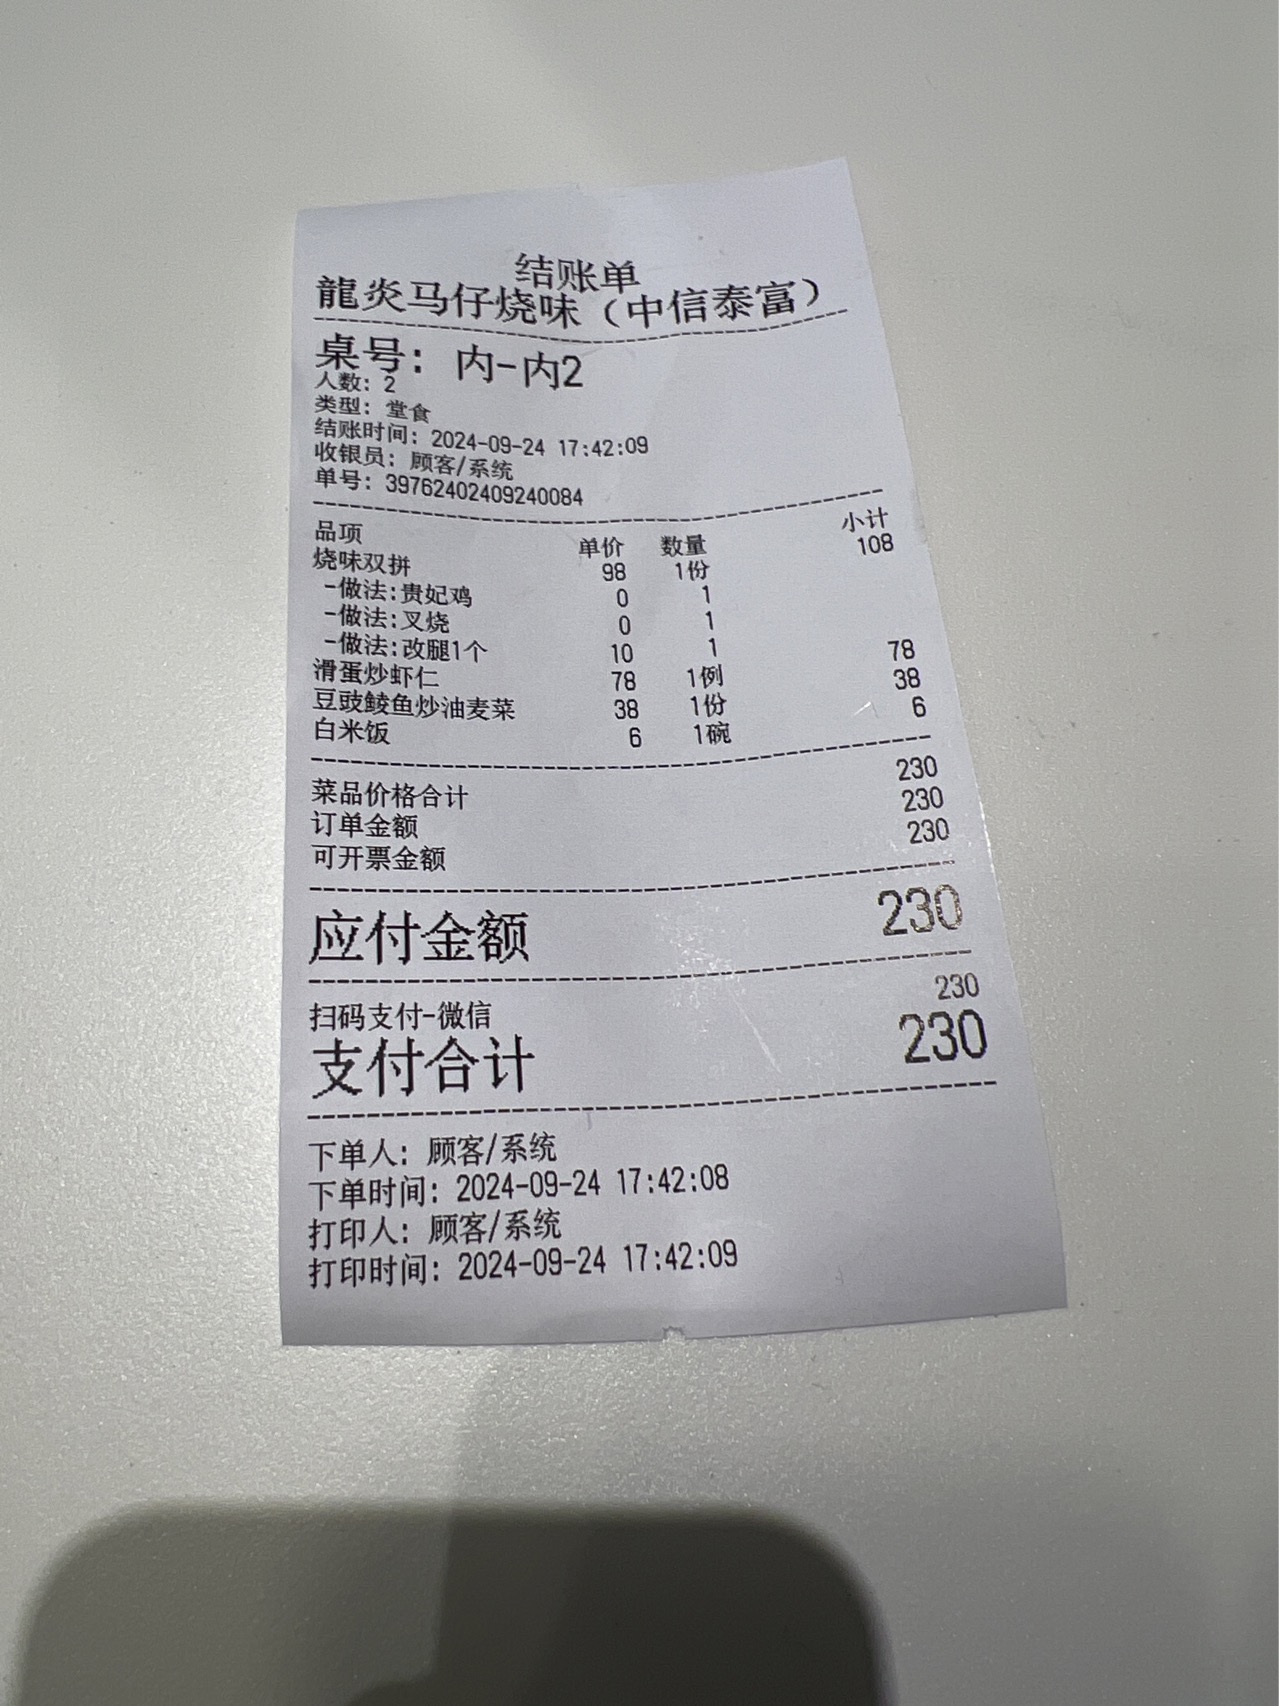 结账单
龍炎马仔烧味（中信泰富）
桌号：内-内2
人数：2
类型：堂食
结账时间：2024-09-24 17:42:09
收银员：顾客/系统
单号：39762402409240084
品项 单价 数量 小计
烧味双拼 98 1份 108
-做法:贵妃鸡 0 1
-做法:叉烧 0 1
-做法:改腿1个 10 1
滑蛋炒虾仁 78 1例 78
豆豉鲮鱼炒油麦菜 38 1份 38
白米饭 6 1碗 6
菜品价格合计 230
订单金额 230
可开票金额 230
应付金额 230
扫码支付-微信 230
支付合计 230
下单人：顾客/系统
下单时间：2024-09-24 17:42:08
打印人：顾客/系统
打印时间：2024-09-24 17:42:09